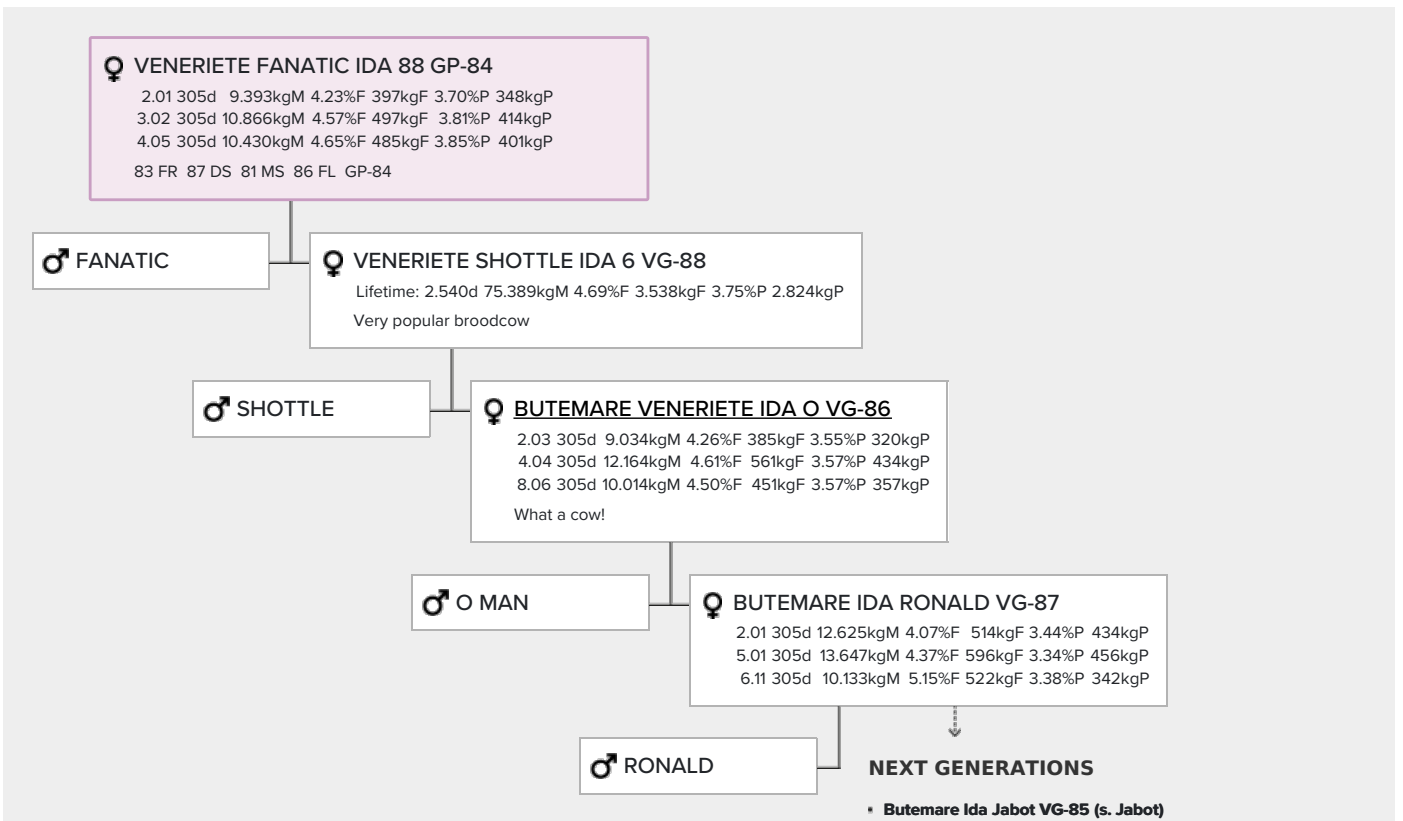 VENERIETE FANATIC IDA 88 GP-84
2.01 305d 9.393kgM 4.23%F 397kgF 3.70%P 348kgP
3.02 305d 10.866kgM 4.57%F 497kgF 3.81%P 414kgP
4.05 305d 10.430kgM 4.65%F 485kgF 3.85%P 401kgP
83 FR 87 DS 81 MS 86 FL GP-84
FANATIC
VENERIETE SHOTTLE IDA 6 VG-88
Lifetime: 2.540d 75.389kgM 4.69%F 3.538kgF 3.75%P 2.824kgP
Very popular broodcow
SHOTTLE
BUTEMARE VENERIETE IDA O VG-86
2.03 305d 9.034kgM 4.26%F 385kgF 3.55%P 320kgP
4.04 305d 12.164kgM 4.61%F 561kgF 3.57%P 434kgP
8.06 305d 10.014kgM 4.50%F 451kgF 3.57%P 357kgP
What a cow!
O MAN
BUTEMARE IDA RONALD VG-87
2.01 305d 12.625kgM 4.07%F 514kgF 3.44%P 434kgP
5.01 305d 13.647kgM 4.37%F 596kgF 3.34%P 456kgP
6.11 305d 10.133kgM 5.15%F 522kgF 3.38%P 342kgP
RONALD
NEXT GENERATIONS
▪ Butemare Ida Jabot VG-85 (s. Jabot)